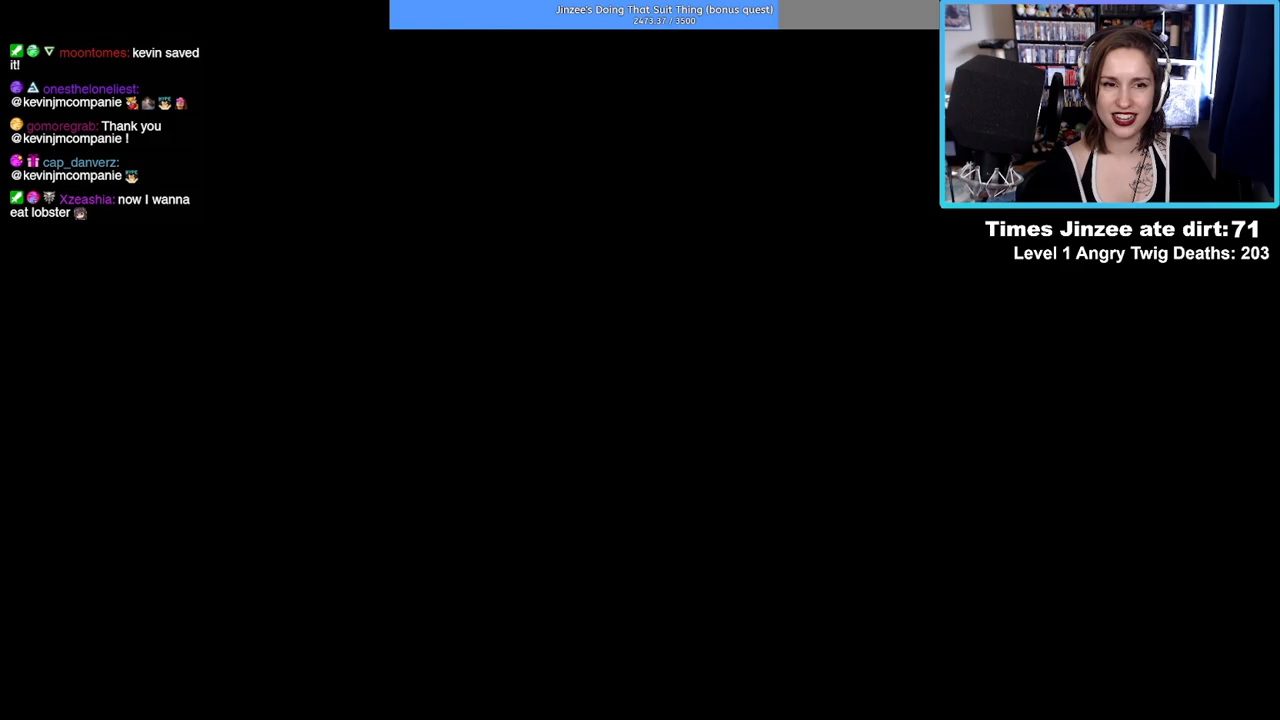 Jinzee's Doing That Suit Thing (bonus quest)
2473.37 / 3500
moontomes: kevin saved
it!
onestheloneliest:
@kevinjmcompanie
gomoregrab: Thank you
@kevinjmcompanie !
cap_danverz:
@kevinjmcompanie
Xzeashia: now I wanna
eat lobster
Times Jinzee ate dirt: 71
Level 1 Angry Twig Deaths: 203